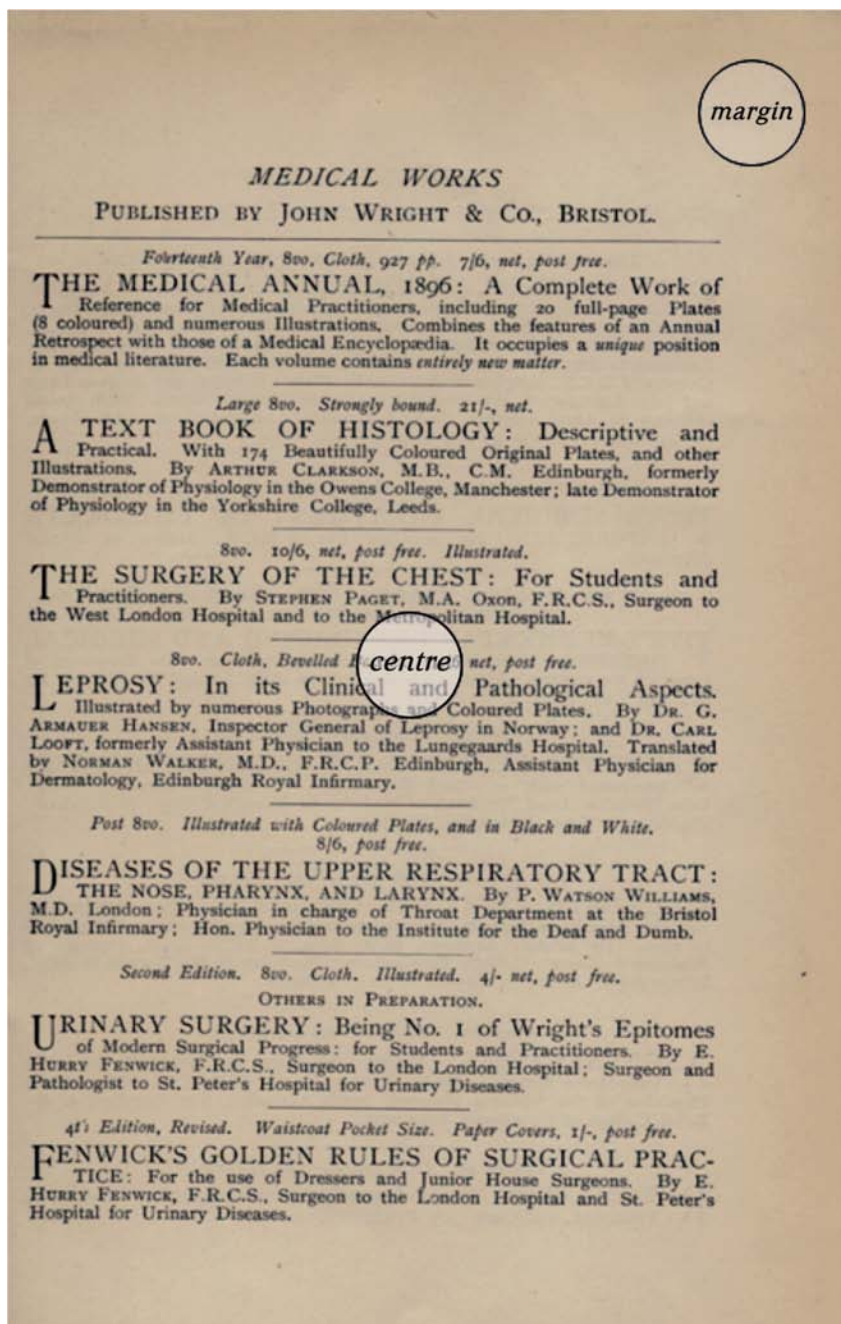 margin
MEDICAL WORKS
PUBLISHED BY JOHN WRIGHT & CO., BRISTOL.
Fourteenth Year, 8vo, Cloth, 927 pp. 7/6, net, post free.
THE MEDICAL ANNUAL, 1896: A Complete Work of
Reference for Medical Practitioners, including 20 full-page Plates
(8 coloured) and numerous Illustrations. Combines the features of an Annual
Retrospect with those of a Medical Encyclopædia. It occupies a unique position
in medical literature. Each volume contains entirely new matter.
Large 8vo. Strongly bound. 21/-, net.
A TEXT BOOK OF HISTOLOGY: Descriptive and
Practical. With 174 Beautifully Coloured Original Plates, and other
Illustrations. By ARTHUR CLARKSON, M.B., C.M. Edinburgh, formerly
Demonstrator of Physiology in the Owens College, Manchester; late Demonstrator
of Physiology in the Yorkshire College, Leeds.
8vo. 10/6, net, post free. Illustrated.
THE SURGERY OF THE CHEST: For Students and
Practitioners. By STEPHEN PAGET, M.A. Oxon, F.R.C.S., Surgeon to
the West London Hospital and to the Metropolitan Hospital.
8vo. Cloth, Bevelled net, post free.
centre
LEPROSY: In its Clinical and Pathological Aspects.
Illustrated by numerous Photographs and Coloured Plates. By DR. G.
ARMAUER HANSEN, Inspector General of Leprosy in Norway; and DR. CARL
LOOFT, formerly Assistant Physician to the Lungegaards Hospital. Translated
by NORMAN WALKER, M.D., F.R.C.P. Edinburgh, Assistant Physician for
Dermatology, Edinburgh Royal Infirmary.
Post 8vo. Illustrated with Coloured Plates, and in Black and White.
8/6, post free.
DISEASES OF THE UPPER RESPIRATORY TRACT:
THE NOSE, PHARYNX, AND LARYNX. By P. WATSON WILLIAMS,
M.D. London; Physician in charge of Throat Department at the Bristol
Royal Infirmary; Hon. Physician to the Institute for the Deaf and Dumb.
Second Edition. 8vo. Cloth. Illustrated. 4/- net, post free.
OTHERS IN PREPARATION.
URINARY SURGERY: Being No. 1 of Wright's Epitomes
of Modern Surgical Progress: for Students and Practitioners. By E.
HURRY FENWICK, F.R.C.S., Surgeon to the London Hospital; Surgeon and
Pathologist to St. Peter's Hospital for Urinary Diseases.
Edition, Revised. Waistcoat Pocket Size. Paper Covers, 1/-, post free.
FENWICK'S GOLDEN RULES OF SURGICAL PRAC-
TICE: For the use of Dressers and Junior House Surgeons. By E.
HURRY FENWICK, F.R.C.S., Surgeon to the London Hospital and St. Peter's
Hospital for Urinary Diseases.